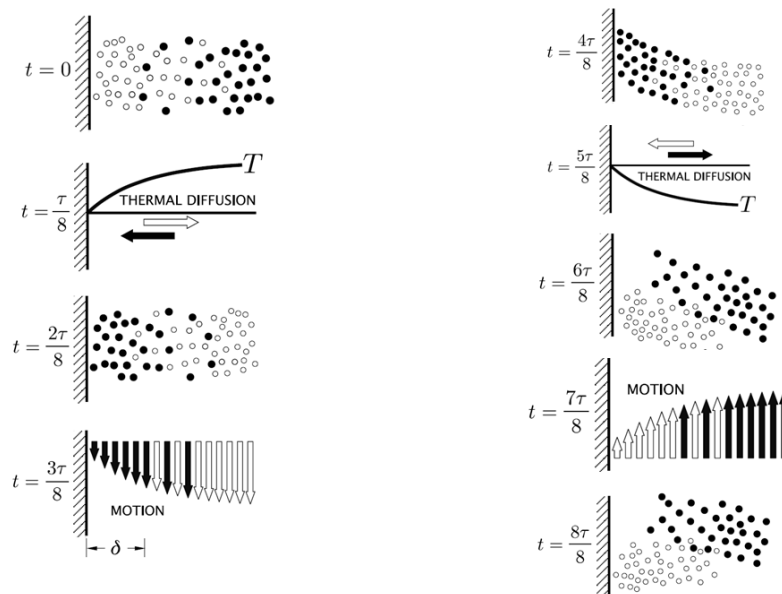 t = 0
t = τ/8
T
THERMAL DIFFUSION
t = 2τ/8
t = 3τ/8
MOTION
δ
t = 4τ/8
t = 5τ/8
THERMAL DIFFUSION
T
t = 6τ/8
MOTION
t = 7τ/8
t = 8τ/8